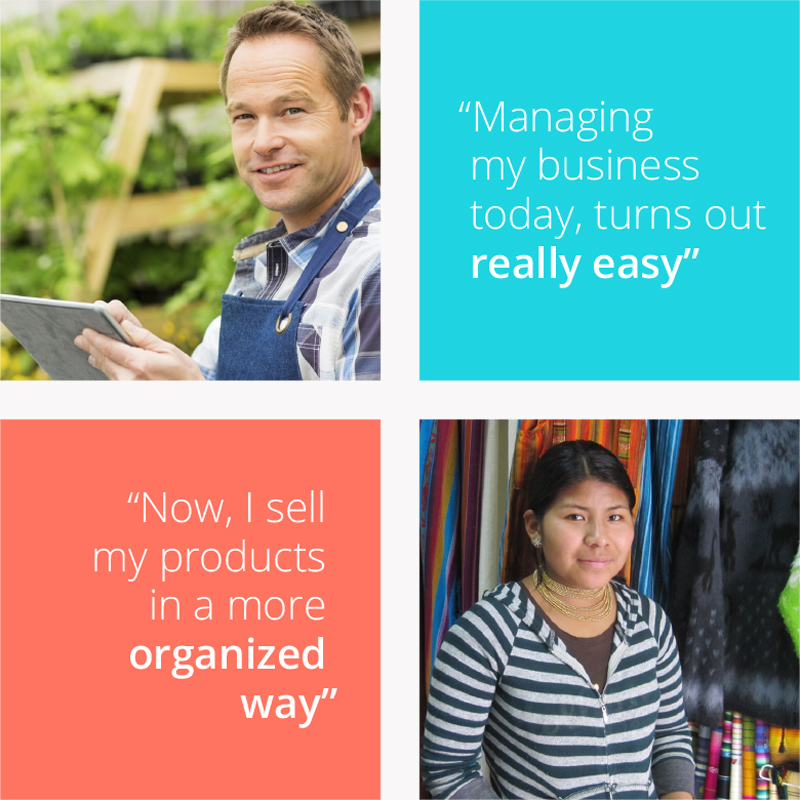 “Managing
my business
today, turns out
really easy”
“Now, I sell
my products
in a more
organized
way”